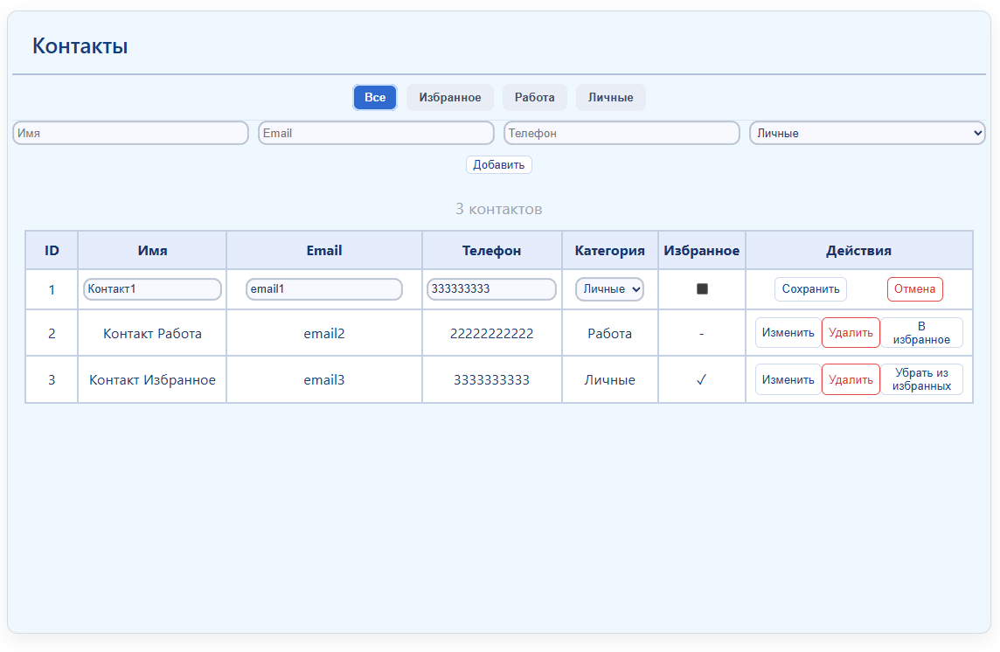 Контакты
Все Избранное Работа Личные
Имя Email Телефон Личные
Добавить
3 контактов
ID Имя Email Телефон Категория Избранное Действия
1 Контакт1 email1 333333333 Личные Сохранить Отмена
2 Контакт Работа email2 22222222222 Работа - Изменить Удалить В избранное
3 Контакт Избранное email3 3333333333 Личные ✓ Изменить Удалить Убрать из избранных